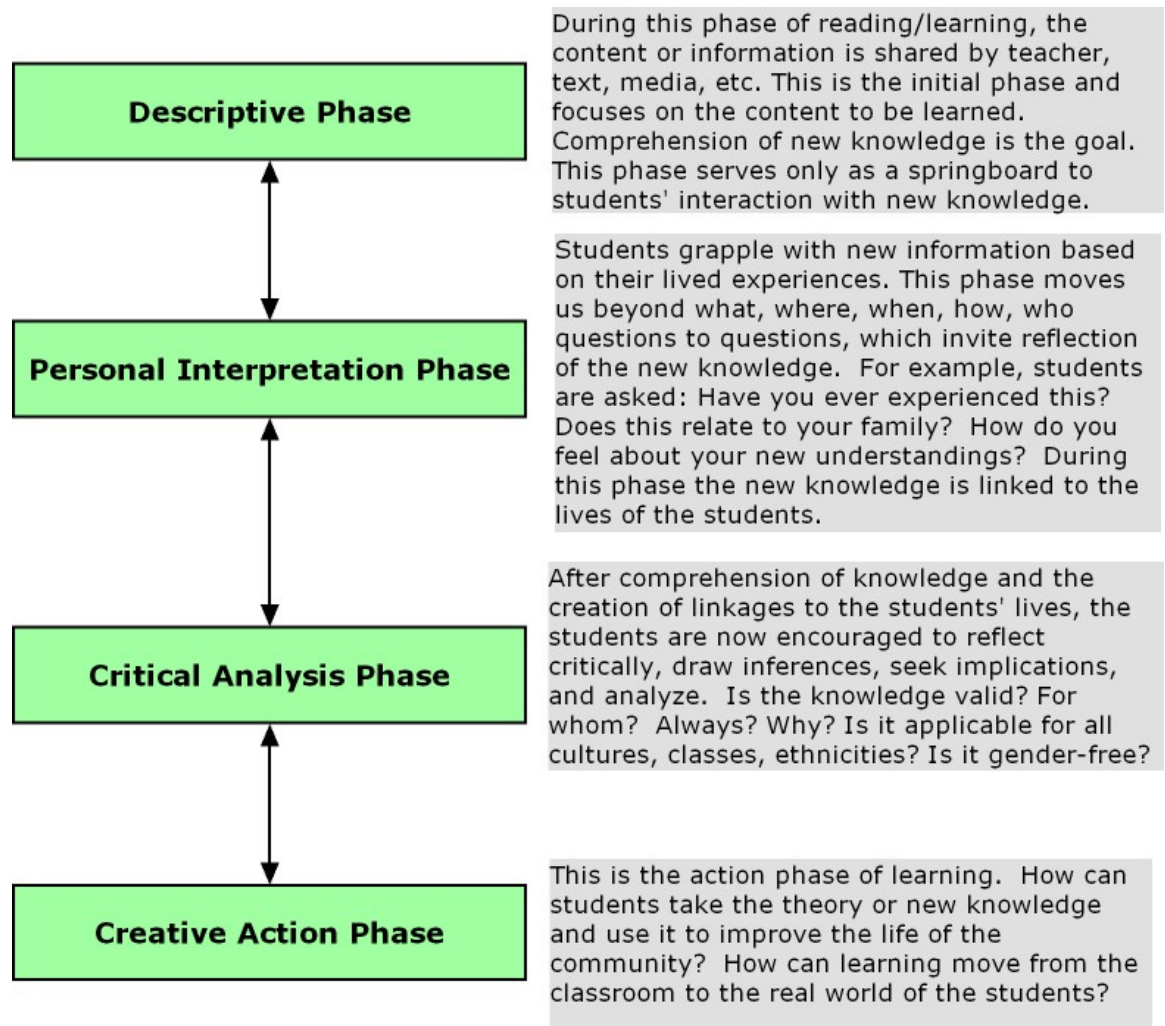 Descriptive Phase
During this phase of reading/learning, the
content or information is shared by teacher,
text, media, etc. This is the initial phase and
focuses on the content to be learned.
Comprehension of new knowledge is the goal.
This phase serves only as a springboard to
students' interaction with new knowledge.
Personal Interpretation Phase
Students grapple with new information based
on their lived experiences. This phase moves
us beyond what, where, when, how, who
questions to questions, which invite reflection
of the new knowledge.  For example, students
are asked: Have you ever experienced this?
Does this relate to your family?  How do you
feel about your new understandings?  During
this phase the new knowledge is linked to the
lives of the students.
Critical Analysis Phase
After comprehension of knowledge and the
creation of linkages to the students' lives, the
students are now encouraged to reflect
critically, draw inferences, seek implications,
and analyze.  Is the knowledge valid? For
whom?  Always? Why? Is it applicable for all
cultures, classes, ethnicities? Is it gender-free?
Creative Action Phase
This is the action phase of learning.  How can
students take the theory or new knowledge
and use it to improve the life of the
community?  How can learning move from the
classroom to the real world of the students?